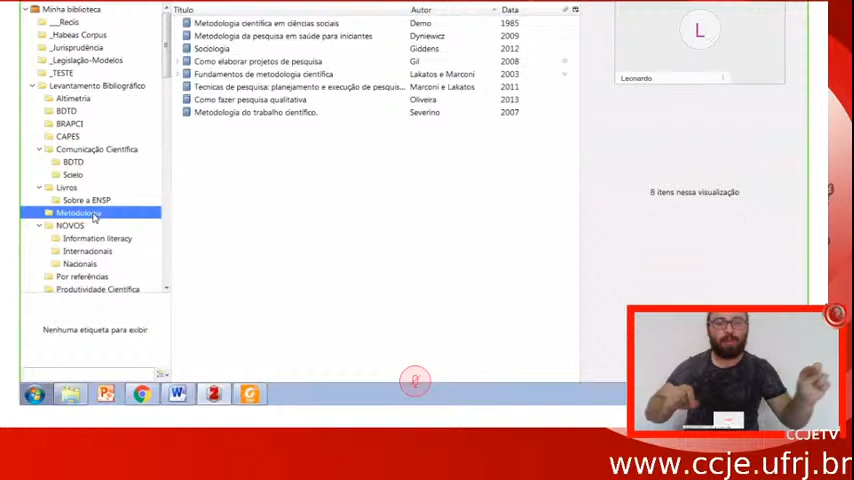 Minha biblioteca
__Reciis
_Habeas Corpus
_Jurisprudência
_Legislação-Modelos
_TESTE
Levantamento Bibliográfico
Altimetria
BDTD
BRAPCI
CAPES
Comunicação Científica
BDTD
Scielo
Livros
Sobre a ENSP
Metodologia
NOVOS
Information literacy
Internacionais
Nacionais
Por referências
Produtividade Científica
Nenhuma etiqueta para exibir
Título Autor Data
Metodologia científica em ciências sociais Demo 1985
Metodologia da pesquisa em saúde para iniciantes Dyniewicz 2009
Sociologia Giddens 2012
Como elaborar projetos de pesquisa Gil 2008
Fundamentos de metodologia científica Lakatos e Marconi 2003
Tecnicas de pesquisa: planejamento e execução de pesquis... Marconi e Lakatos 2011
Como fazer pesquisa qualitativa Oliveira 2013
Metodologia do trabalho científico. Severino 2007
L
Leonardo
8 itens nessa visualização
CCJETV
www.ccje.ufrj.br